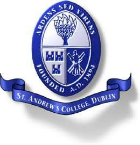 ARDENS SED VIRENS
FOUNDED A.D. 1894
ST. ANDREW'S COLLEGE DUBLIN